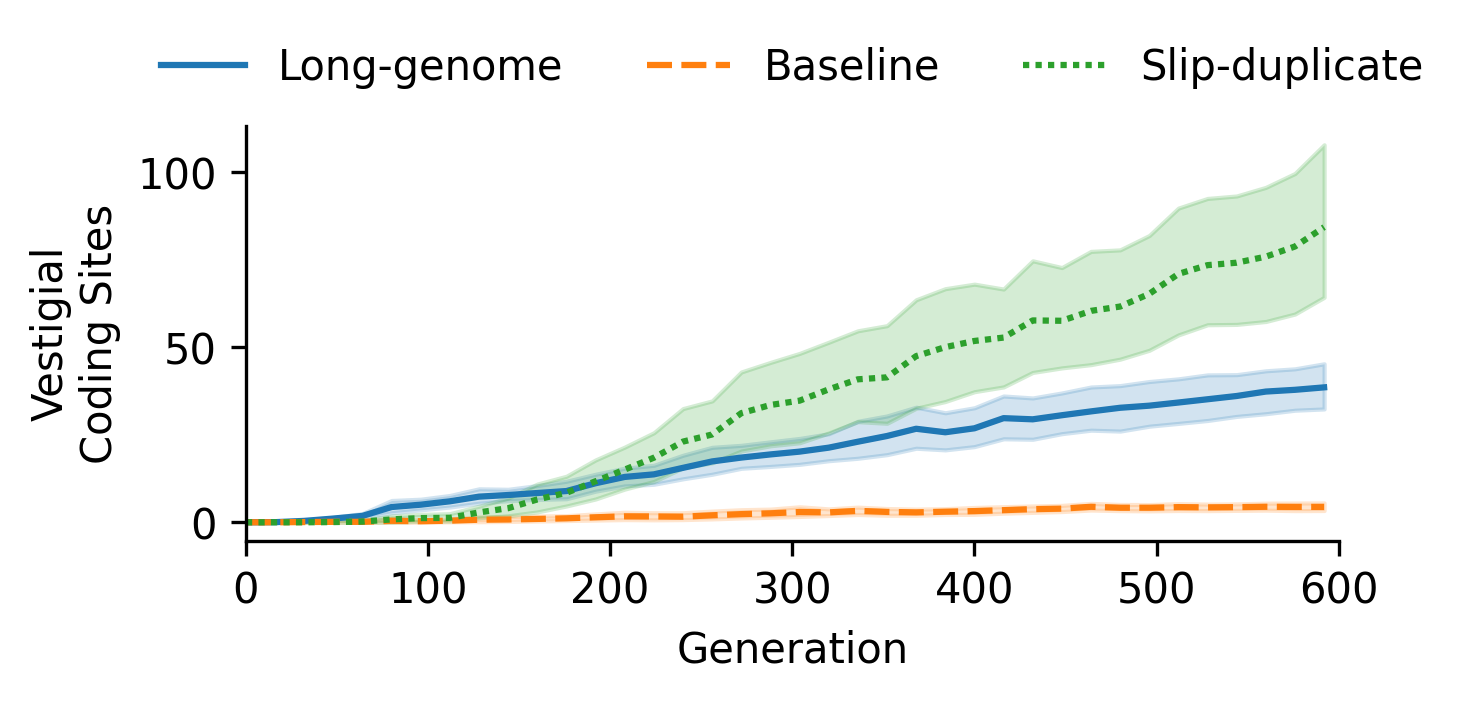 Long-genome Baseline Slip-duplicate
Vestigial
Coding Sites
100
50
0
0 100 200 300 400 500 600
Generation